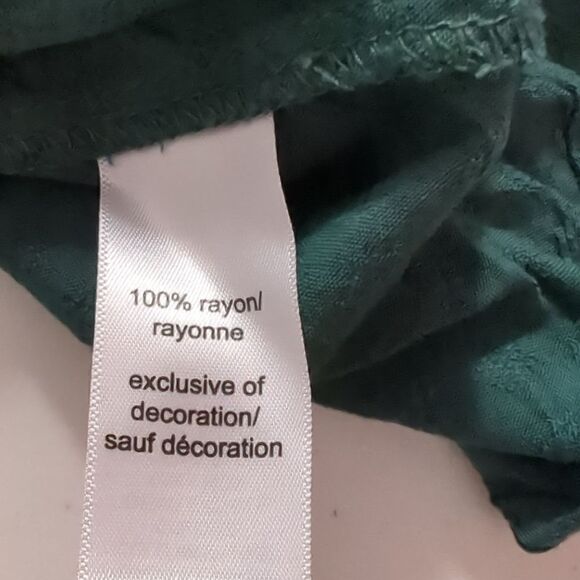 100% rayon/
rayonne
exclusive of
decoration/
sauf décoration